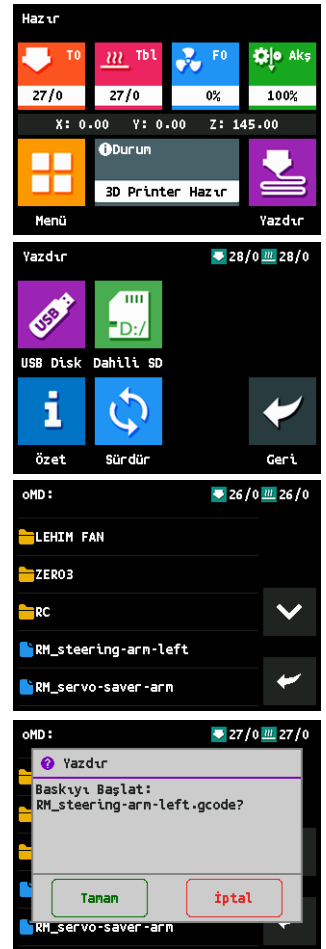 Hazır
T0 Tbl F0 Akş
27/0 27/0 0% 100%
X: 0.00 Y: 0.00 Z: 145.00
Durum
3D Printer Hazır
Menü Yazdır
Yazdır 28/0 28/0
USB D:/
USB Disk Dahili SD
Özet Sürdür Geri
oMD: 26/0 26/0
LEHIM FAN
ZERO3
RC
RM_steering-arm-left
RM_servo-saver-arm
oMD: 27/0 27/0
Yazdır
Baskıyı Başlat:
RM_steering-arm-left.gcode?
Tamam İptal
RM_servo-saver-arm